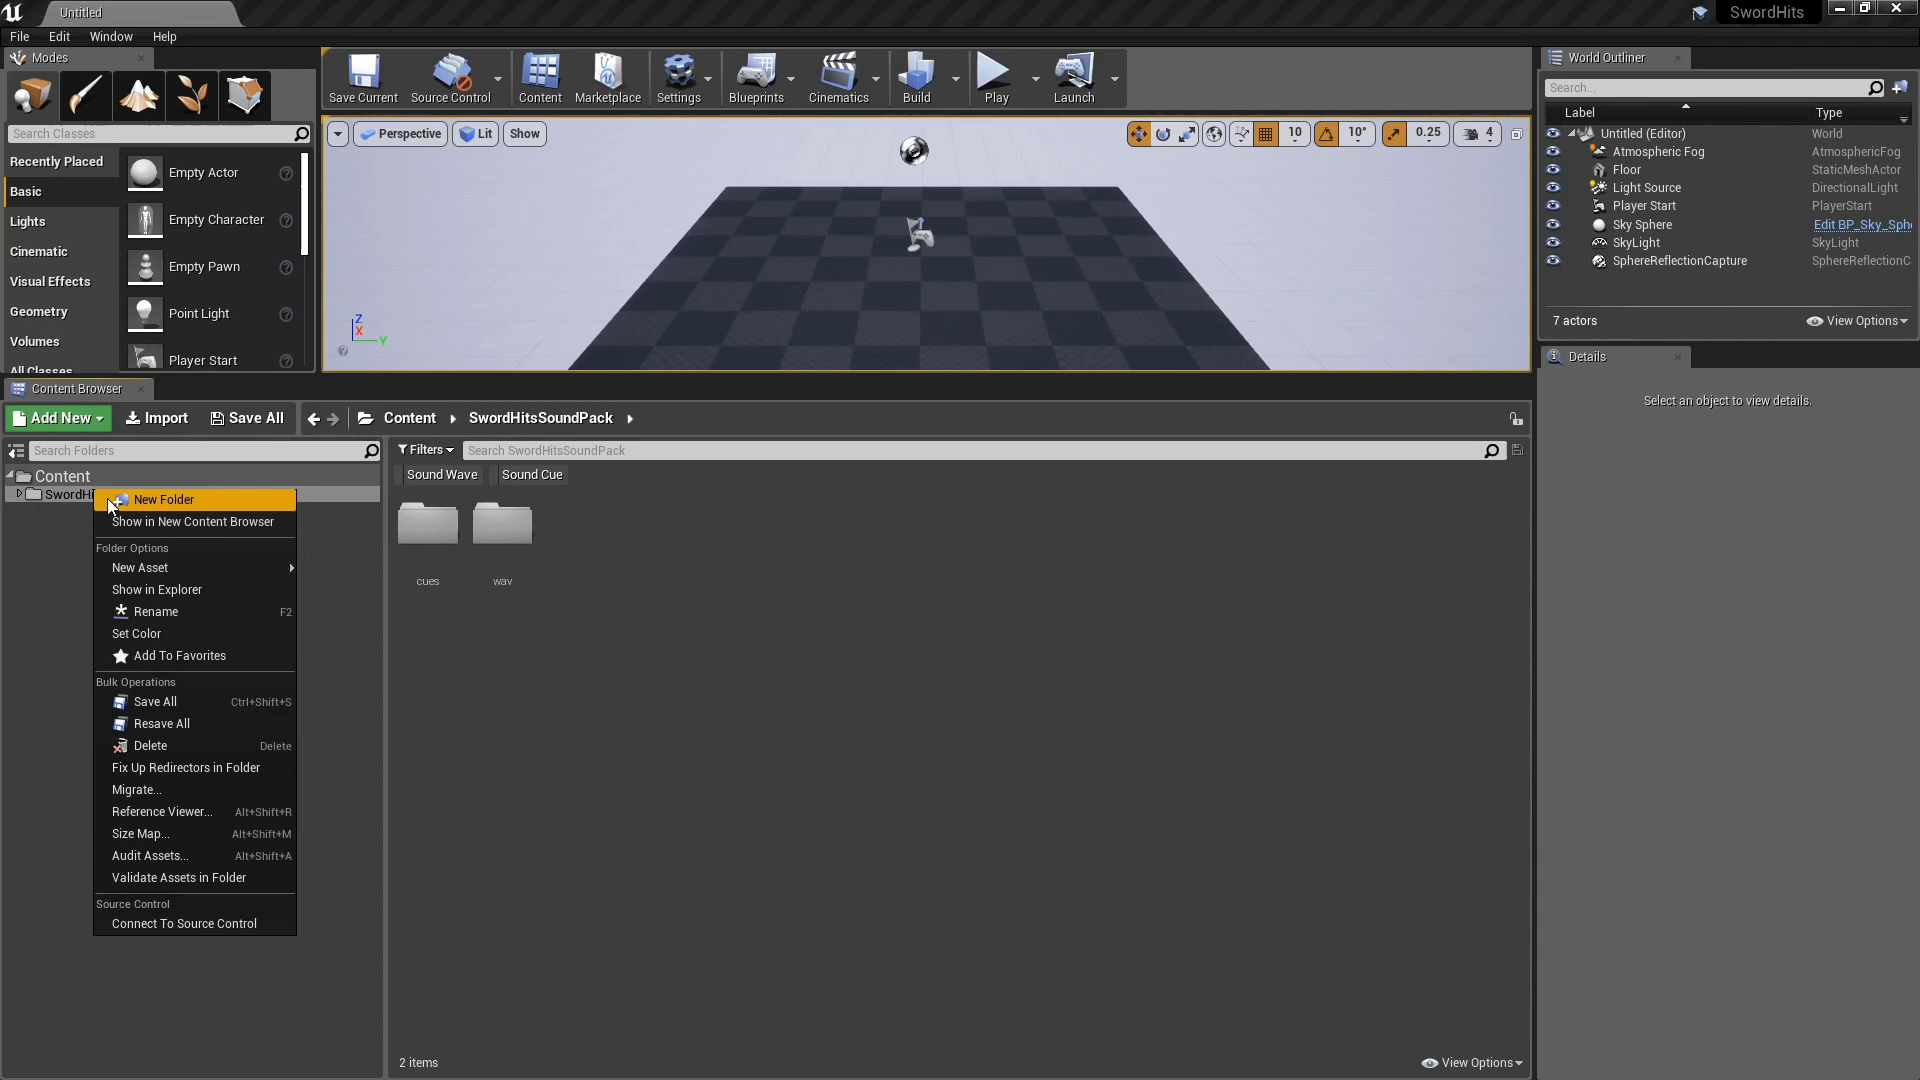 Untitled
SwordHits
File Edit Window Help
Modes
Search Classes
Recently Placed
Basic
Lights
Cinematic
Visual Effects
Geometry
Volumes
All Classes
Empty Actor
Empty Character
Empty Pawn
Point Light
Player Start
Save Current
Source Control
Content
Marketplace
Settings
Blueprints
Cinematics
Build
Play
Launch
Perspective
Lit
Show
10
10°
0.25
4
Z
X
Y
World Outliner
Search...
Label Type
Untitled (Editor) World
Atmospheric Fog AtmosphericFog
Floor StaticMeshActor
Light Source DirectionalLight
Player Start PlayerStart
Sky Sphere Edit BP_Sky_Sph
SkyLight SkyLight
SphereReflectionCapture SphereReflectionC
7 actors
View Options
Details
Select an object to view details.
Content Browser
Add New
Import
Save All
Content
SwordHitsSoundPack
Search Folders
Content
SwordHi
New Folder
Show in New Content Browser
Folder Options
New Asset
Show in Explorer
Rename F2
Set Color
Add To Favorites
Bulk Operations
Save All Ctrl+Shift+S
Resave All
Delete Delete
Fix Up Redirectors in Folder
Migrate...
Reference Viewer... Alt+Shift+R
Size Map... Alt+Shift+M
Audit Assets... Alt+Shift+A
Validate Assets in Folder
Source Control
Connect To Source Control
Filters
Search SwordHitsSoundPack
Sound Wave
Sound Cue
cues
wav
2 items
View Options